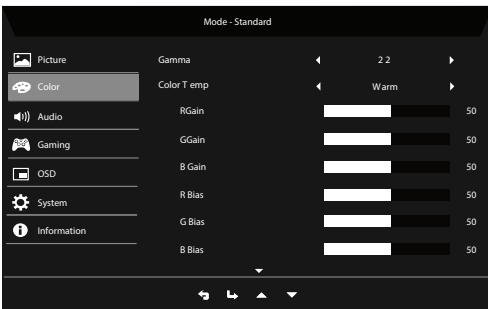 Mode - Standard
Picture
Gamma 2 2
Color
Color T emp Warm
RGain 50
Audio
GGain 50
Gaming
B Gain 50
OSD
R Bias 50
System
G Bias 50
Information
B Bias 50